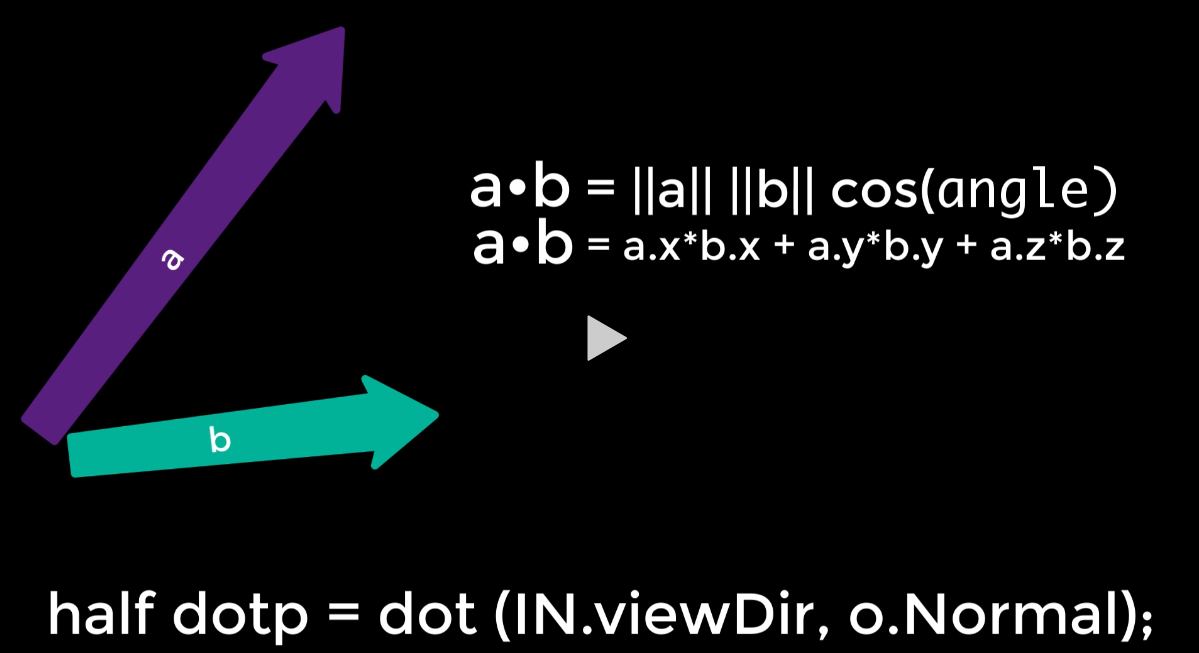 a•b = ||a|| ||b|| cos(angle)
a•b = a.x*b.x + a.y*b.y + a.z*b.z
a
b
half dotp = dot (IN.viewDir, o.Normal);